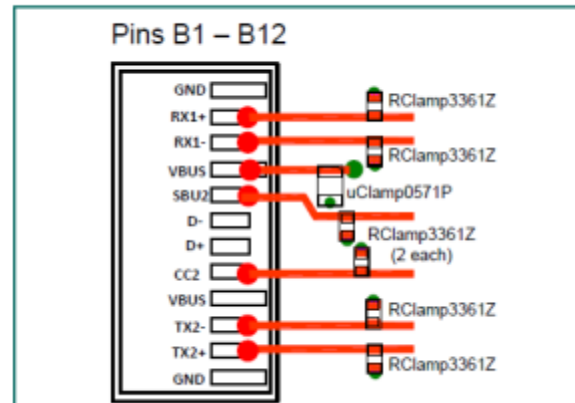 Pins B1 – B12
GND
RX1+
RClamp3361Z
RX1-
RClamp3361Z
VBUS
uClamp0571P
SBU2
D-
RClamp3361Z
(2 each)
D+
CC2
VBUS
RClamp3361Z
TX2-
TX2+
RClamp3361Z
GND